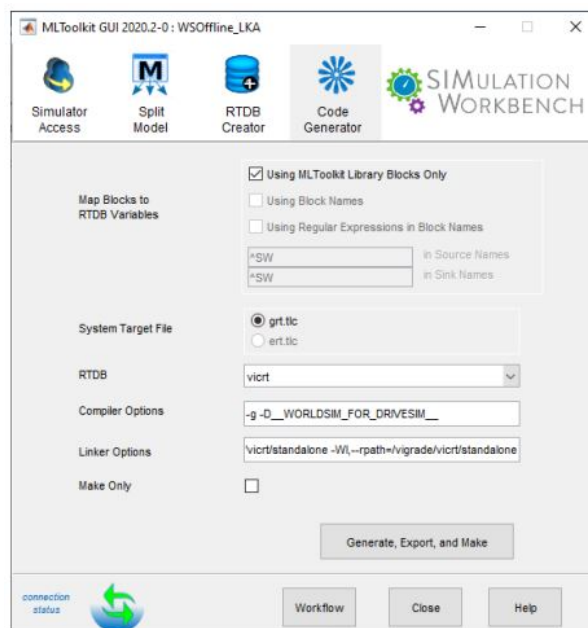 MLToolkit GUI 2020.2-0 : WSOffline_LKA
Simulator Access
Split Model
RTDB Creator
Code Generator
SIMULATION WORKBENCH
Map Blocks to RTDB Variables
Using MLToolkit Library Blocks Only
Using Block Names
Using Regular Expressions in Block Names
^SW in Source Names
^SW in Sink Names
System Target File
grt.tlc
ert.tlc
RTDB
vicrt
Compiler Options
-g -D__WORLDSIM_FOR_DRIVESIM__
Linker Options
'vicrt/standalone -Wl,--rpath=/vigrade/vicrt/standalone
Make Only
Generate, Export, and Make
connection status
Workflow
Close
Help